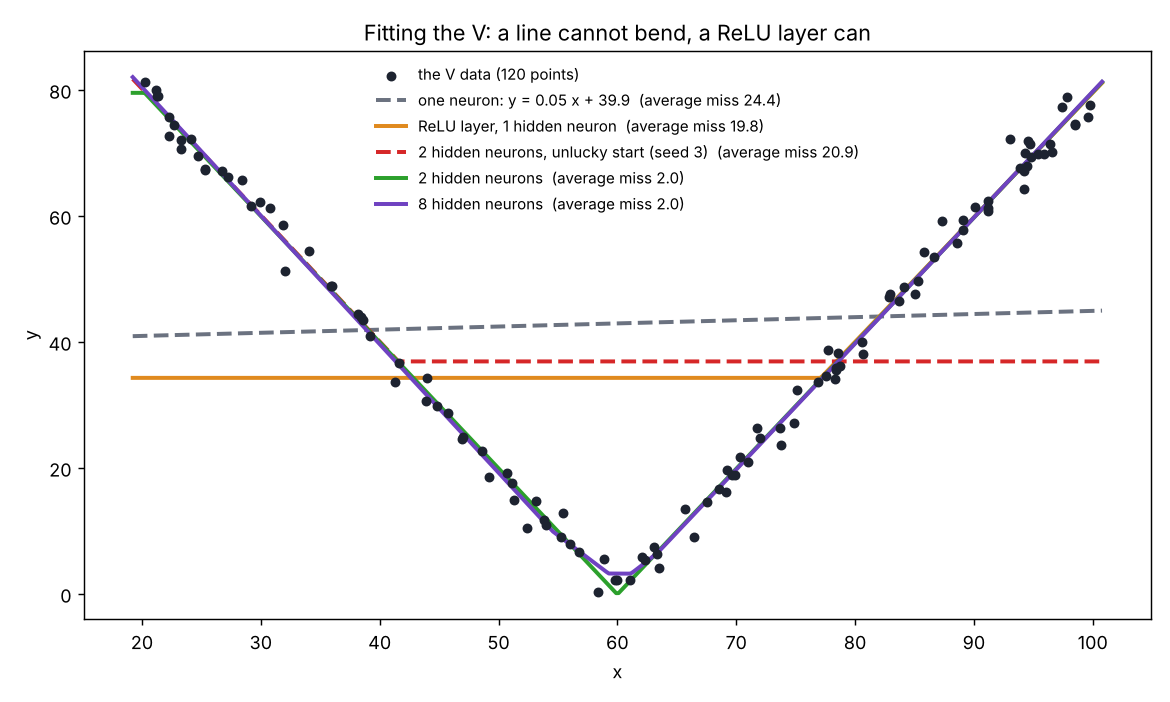 Fitting the V: a line cannot bend, a ReLU layer can
the V data (120 points)
one neuron: y = 0.05 x + 39.9  (average miss 24.4)
ReLU layer, 1 hidden neuron  (average miss 19.8)
2 hidden neurons, unlucky start (seed 3)  (average miss 20.9)
2 hidden neurons  (average miss 2.0)
8 hidden neurons  (average miss 2.0)
y
80
60
40
20
0
20 30 40 50 60 70 80 90 100
x